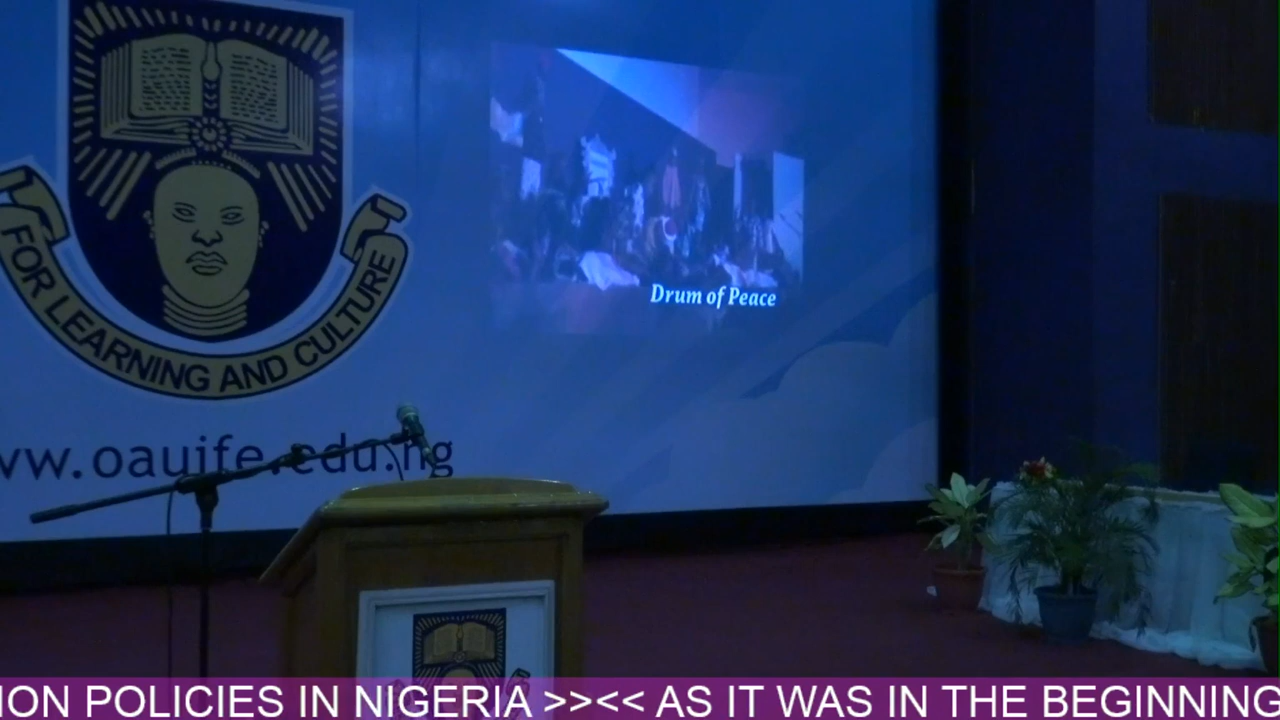 FOR LEARNING AND CULTURE
Drum of Peace
www.oauife.edu.ng
ION POLICIES IN NIGERIA >><< AS IT WAS IN THE BEGINNING